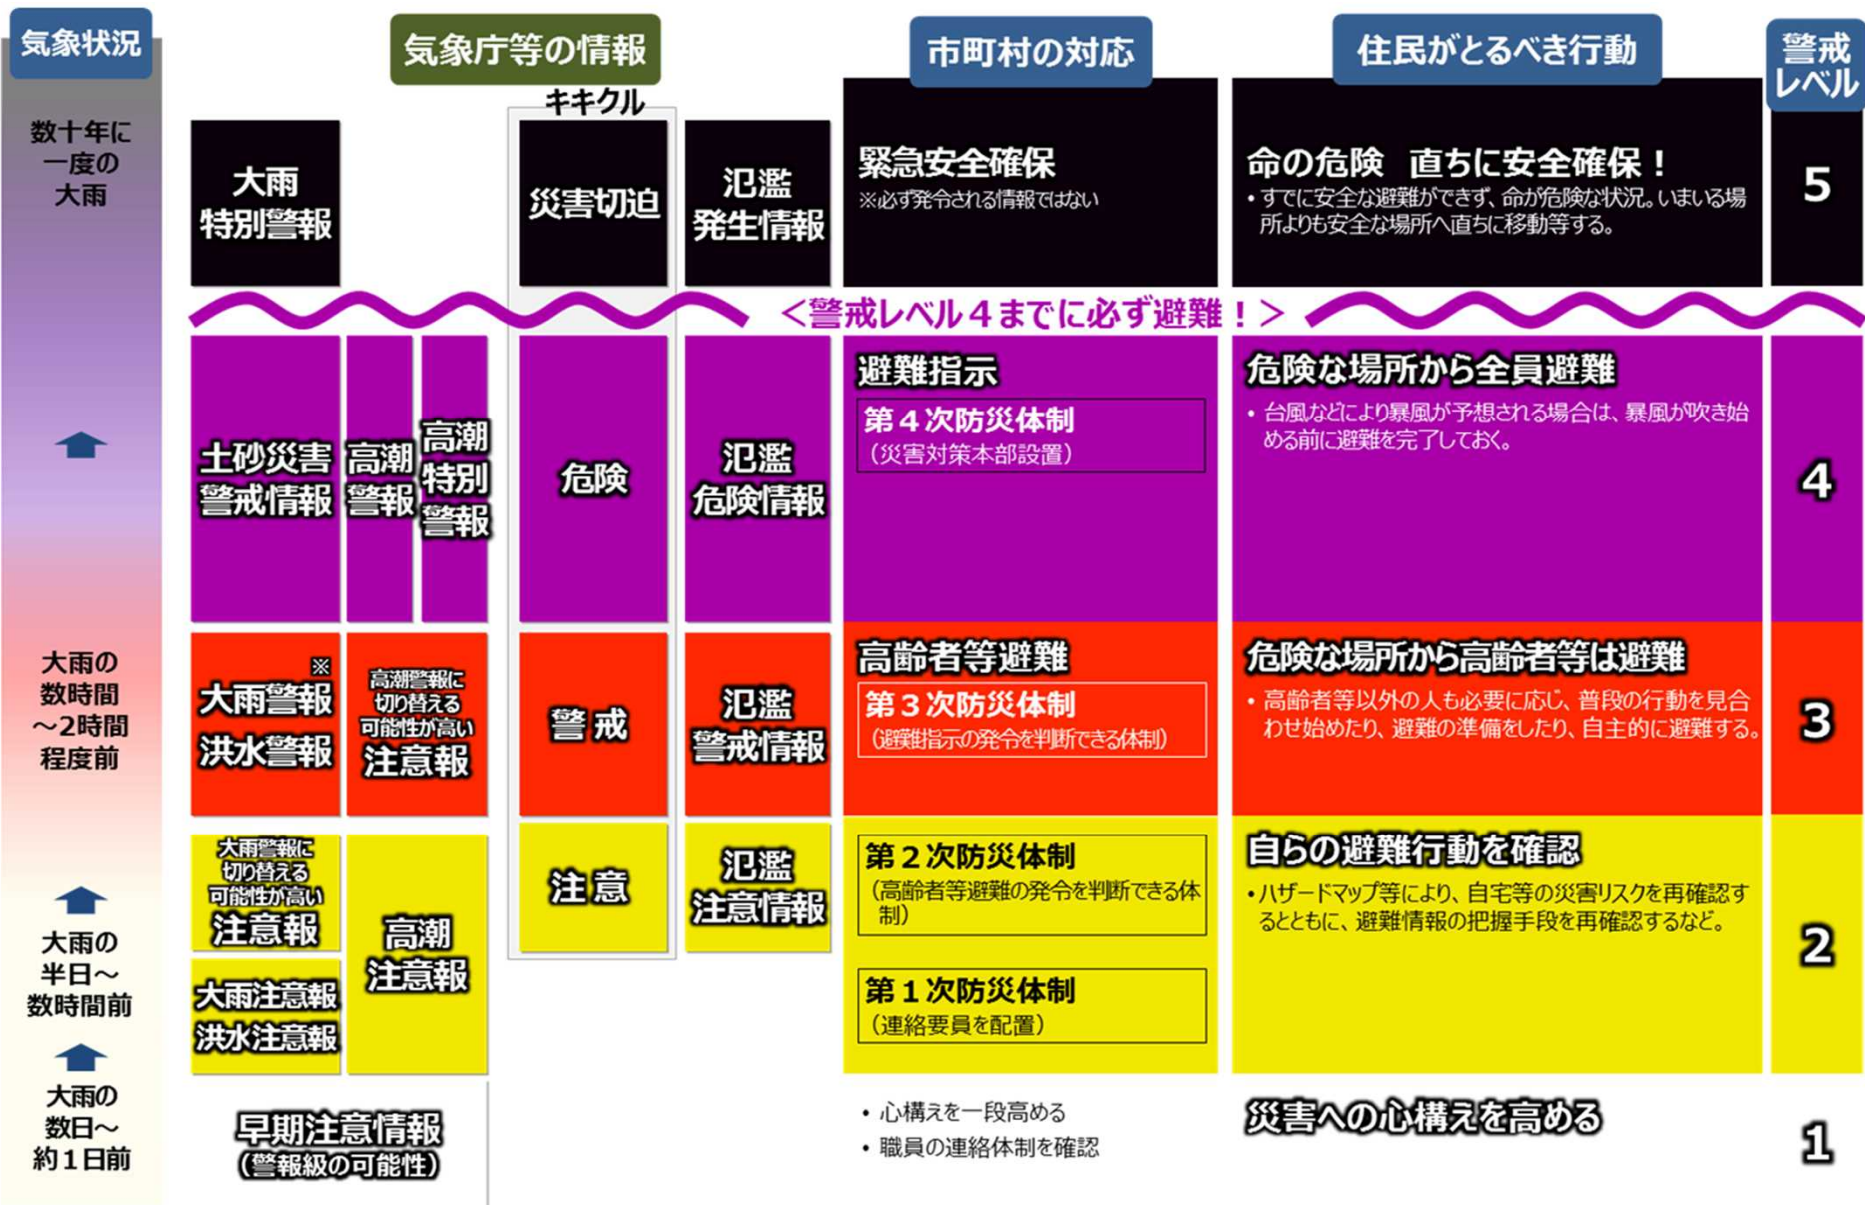 気象状況
気象庁等の情報
市町村の対応
住民がとるべき行動
警戒
レベル
キキクル
数十年に
一度の
大雨
大雨
特別警報
災害切迫
氾濫
発生情報
緊急安全確保
※必ず発令される情報ではない
命の危険 直ちに安全確保！
・すでに安全な避難ができず、命が危険な状況。いまいる場
所よりも安全な場所へ直ちに移動等する。
5
＜警戒レベル４までに必ず避難！＞
土砂災害
警戒情報
高潮
警報
高潮
特別
警報
危険
氾濫
危険情報
避難指示
第４次防災体制
（災害対策本部設置）
危険な場所から全員避難
・台風などにより暴風が予想される場合は、暴風が吹き始
める前に避難を完了しておく。
4
大雨の
数時間
～2時間
程度前
※
大雨警報
洪水警報
高潮警報に
切り替える
可能性が高い
注意報
警戒
氾濫
警戒情報
高齢者等避難
第３次防災体制
（避難指示の発令を判断できる体制）
危険な場所から高齢者等は避難
・高齢者等以外の人も必要に応じ、普段の行動を見合
わせ始めたり、避難の準備をしたり、自主的に避難する。
3
大雨の
半日～
数時間前
大雨警報に
切り替える
可能性が高い
注意報
大雨注意報
洪水注意報
高潮
注意報
注意
氾濫
注意情報
第２次防災体制
（高齢者等避難の発令を判断できる体
制）
第１次防災体制
（連絡要員を配置）
自らの避難行動を確認
・ハザードマップ等により、自宅等の災害リスクを再確認す
るとともに、避難情報の把握手段を再確認するなど。
2
大雨の
数日～
約１日前
早期注意情報
（警報級の可能性）
・心構えを一段高める
・職員の連絡体制を確認
災害への心構えを高める
1